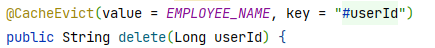 @CacheEvict(value = EMPLOYEE_NAME, key = "#userId")
public String delete(Long userId) {